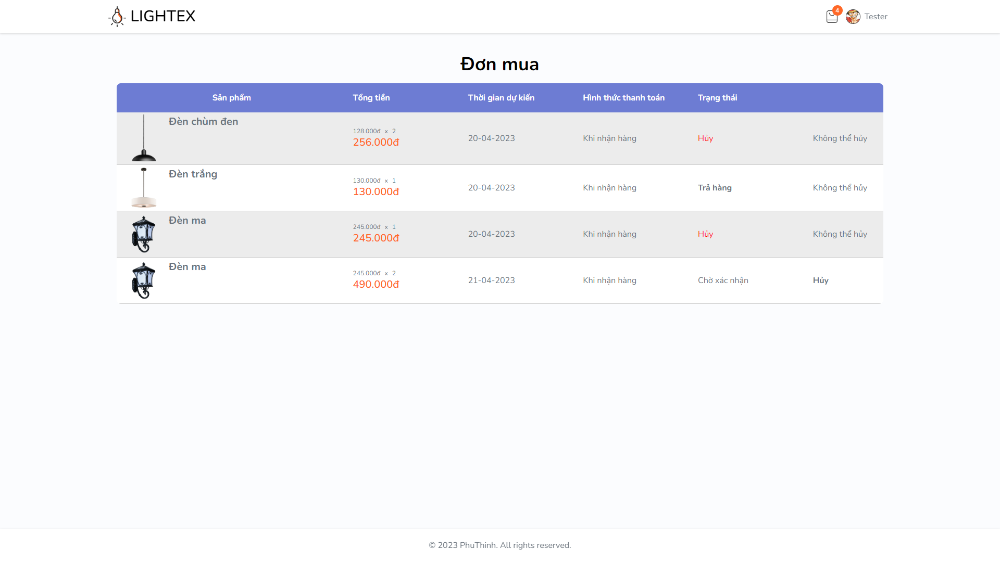 LIGHTEX
4
Tester
Đơn mua
Sản phẩm Tổng tiền Thời gian dự kiến Hình thức thanh toán Trạng thái
Đèn chùm đen
128.000đ x 2
256.000đ
20-04-2023
Khi nhận hàng
Hủy
Không thể hủy
Đèn trắng
130.000đ x 1
130.000đ
20-04-2023
Khi nhận hàng
Trả hàng
Không thể hủy
Đèn ma
245.000đ x 1
245.000đ
20-04-2023
Khi nhận hàng
Hủy
Không thể hủy
Đèn ma
245.000đ x 2
490.000đ
21-04-2023
Khi nhận hàng
Chờ xác nhận
Hủy
© 2023 PhuThinh. All rights reserved.